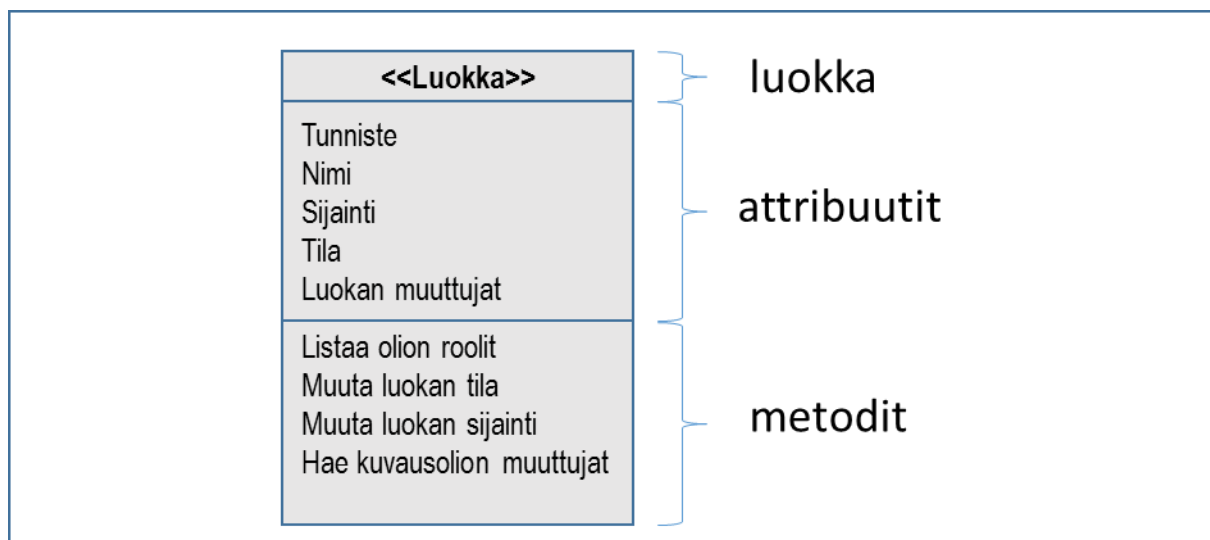 <<Luokka>>
luokka
Tunniste
Nimi
Sijainti
Tila
Luokan muuttujat
attribuutit
Listaa olion roolit
Muuta luokan tila
Muuta luokan sijainti
Hae kuvausolion muuttujat
metodit